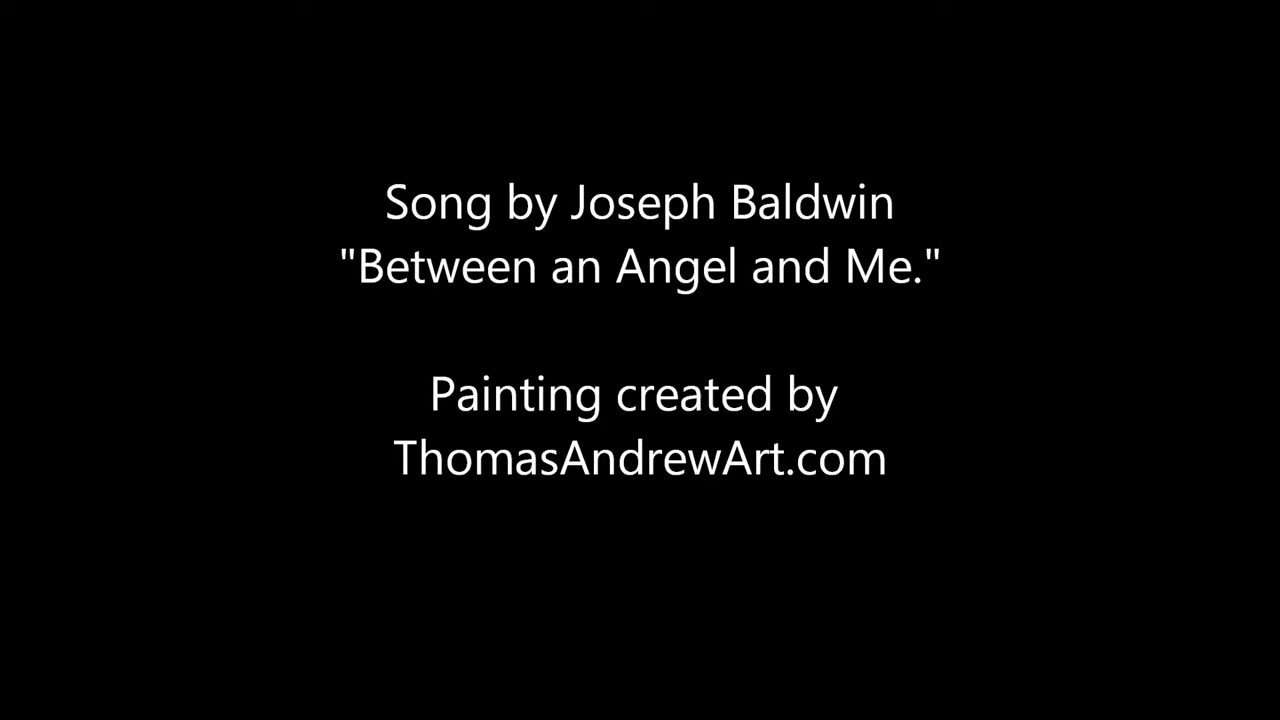 Song by Joseph Baldwin
"Between an Angel and Me."
Painting created by
ThomasAndrewArt.com